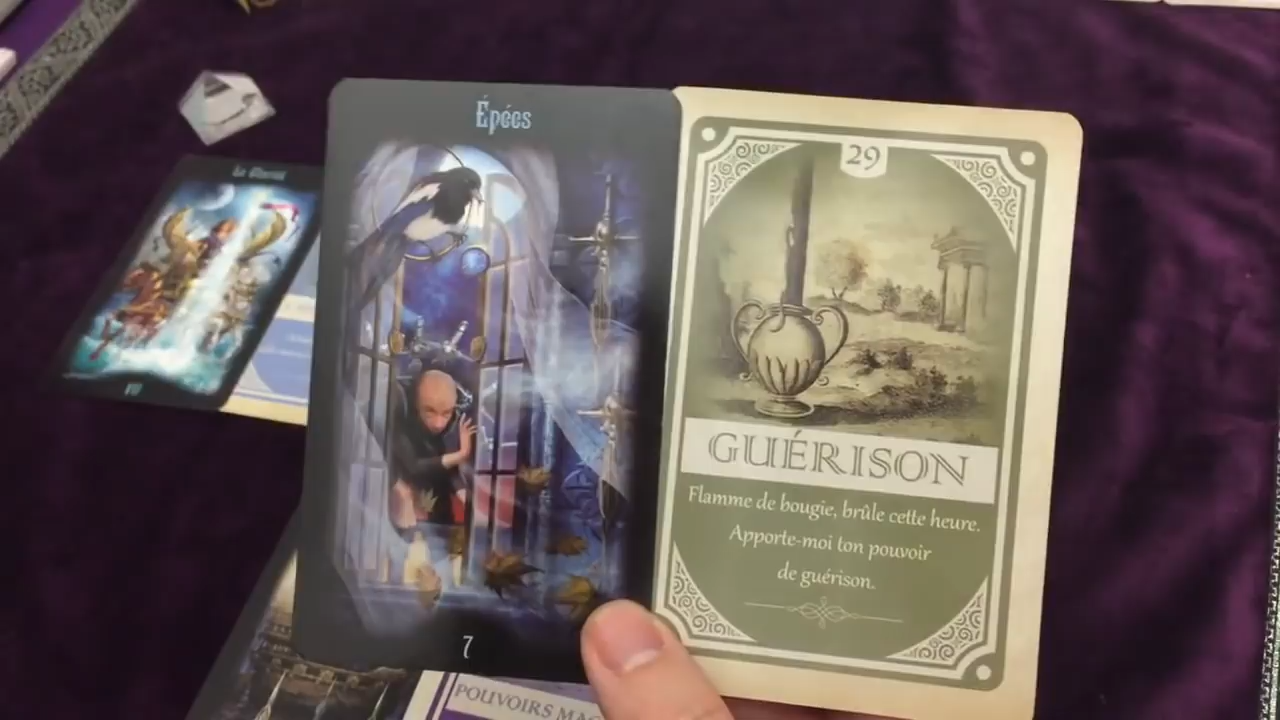 Épées
7
29
GUÉRISON
Flamme de bougie, brûle cette heure.
Apporte-moi ton pouvoir
de guérison.
VII
POUVOIRS MAG